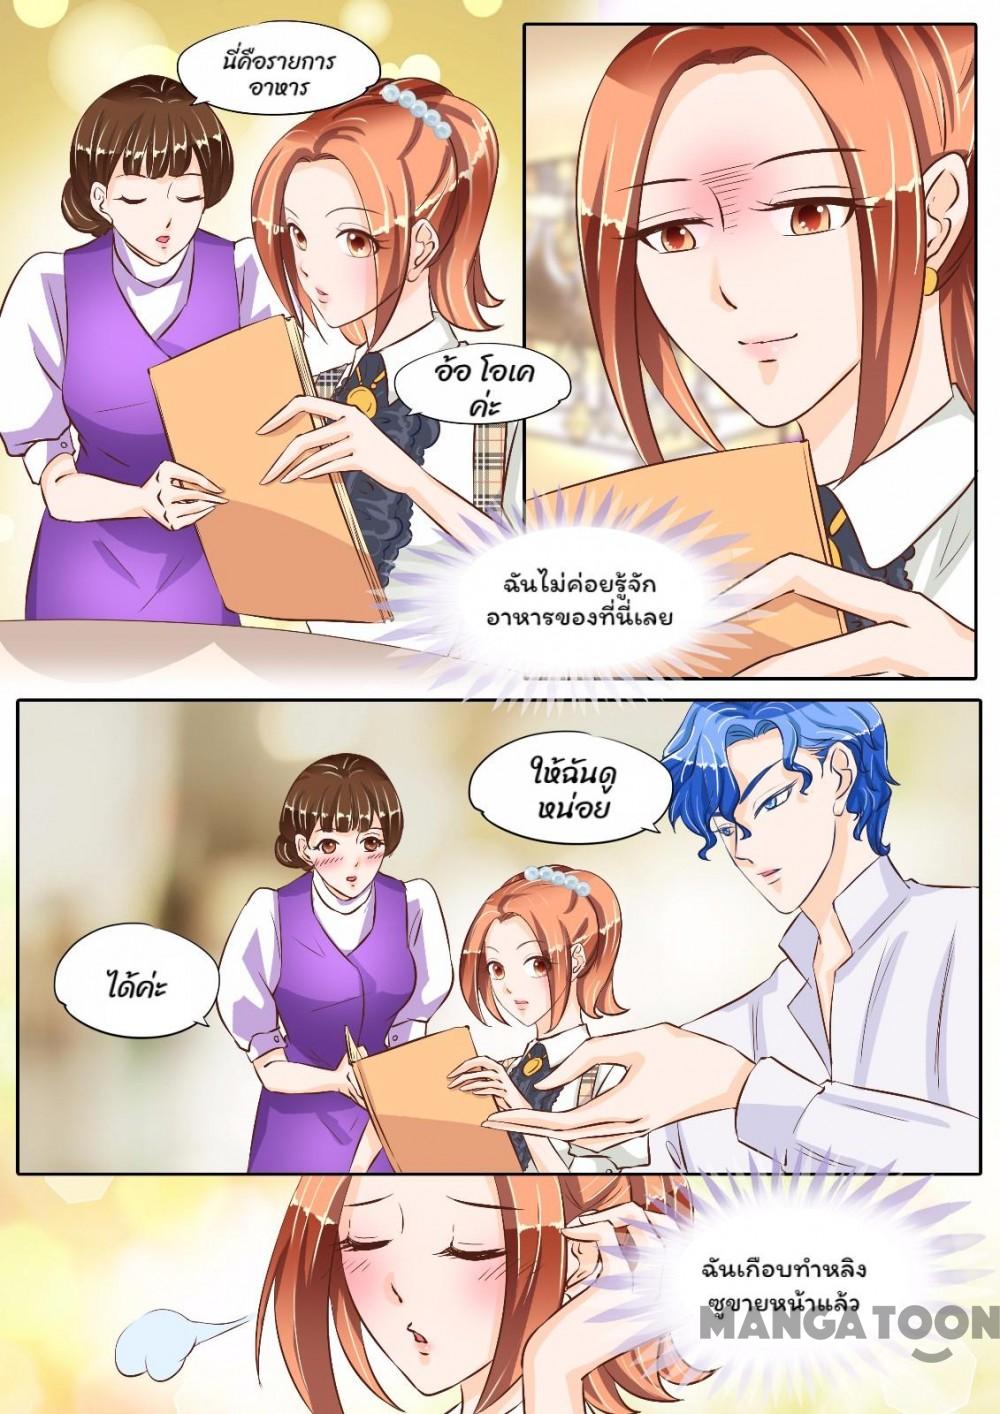 นี่คือรายการ
อาหาร
อ้อ โอเค
ค่ะ
ฉันไม่ค่อยรู้จัก
อาหารของที่นี่เลย
ให้ฉันดู
หน่อย
ได้ค่ะ
ฉันเกือบทำหลิง
ซูขายหน้าแล้ว
MANGATOON